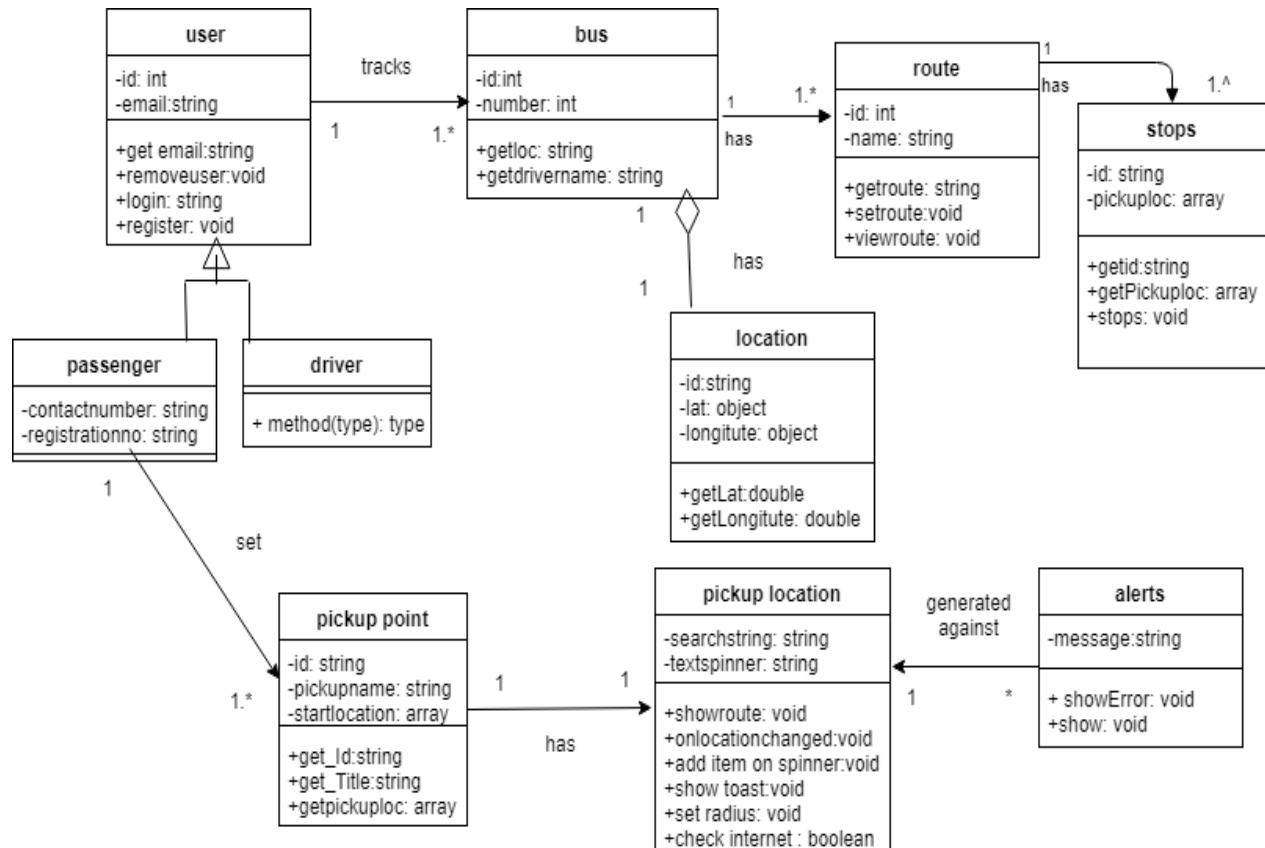 user
-id: int
-email:string
+get email:string
+removeuser:void
+login: string
+register: void
tracks
1
1.*
bus
-id:int
-number: int
+getloc: string
+getdrivername: string
1
has
1.*
route
-id: int
-name: string
+getroute: string
+setroute:void
+viewroute: void
1
has
1.^
stops
-id: string
-pickuploc: array
+getid:string
+getPickuploc: array
+stops: void
1
has
1
location
-id:string
-lat: object
-longitute: object
+getLat:double
+getLongitute: double
passenger
-contactnumber: string
-registrationno: string
driver
+ method(type): type
1
set
1.*
pickup point
-id: string
-pickupname: string
-startlocation: array
+get_Id:string
+get_Title:string
+getpickuploc: array
1
has
1
pickup location
-searchstring: string
-textspinner: string
+showroute: void
+onlocationchanged:void
+add item on spinner:void
+show toast:void
+set radius: void
+check internet : boolean
generated
against
1
*
alerts
-message:string
+ showError: void
+show: void